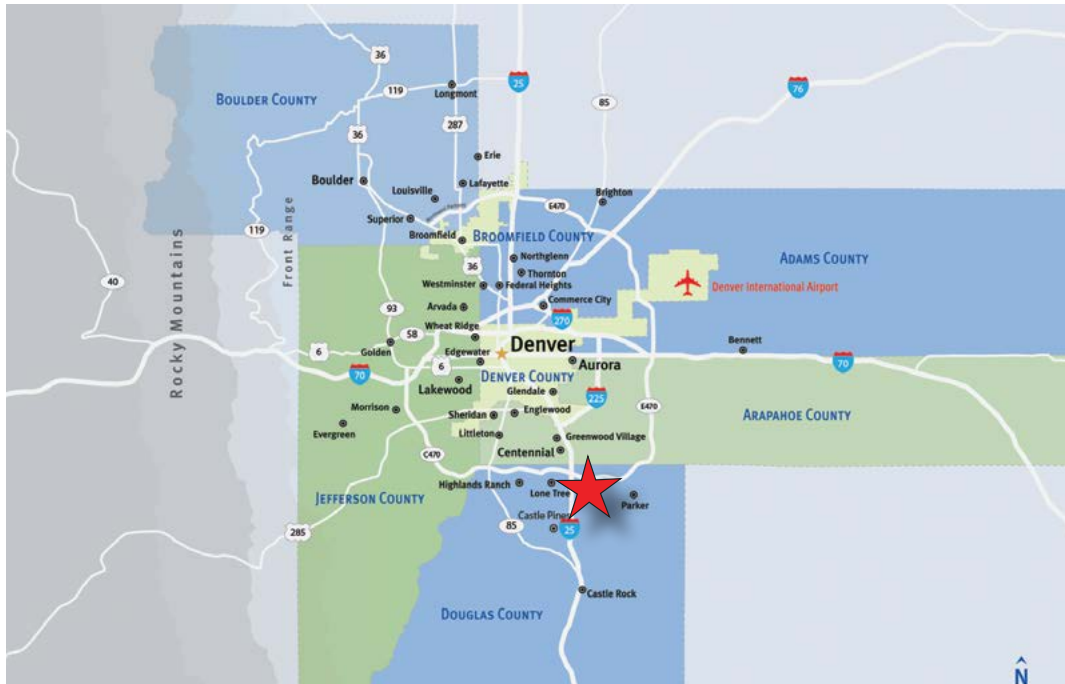 36
25
76
119
Longmont
85
BOULDER COUNTY
287
36
Erie
Boulder
Lafayette
Louisville
Brighton
E470
Superior
119
Front Range
Rocky Mountains
Broomfield
BROOMFIELD COUNTY
Northglenn
ADAMS COUNTY
36
Thornton
40
Westminster
Federal Heights
Denver International Airport
Commerce City
93
Arvada
270
Wheat Ridge
58
Denver
Bennett
6
Golden
Edgewater
Aurora
70
6
70
DENVER COUNTY
Lakewood
Glendale
225
E470
Morrison
Sheridan
Englewood
ARAPAHOE COUNTY
Evergreen
Littleton
Greenwood Village
C470
Centennial
Highlands Ranch
Lone Tree
JEFFERSON COUNTY
Parker
Castle Pines
85
25
285
Castle Rock
DOUGLAS COUNTY
N